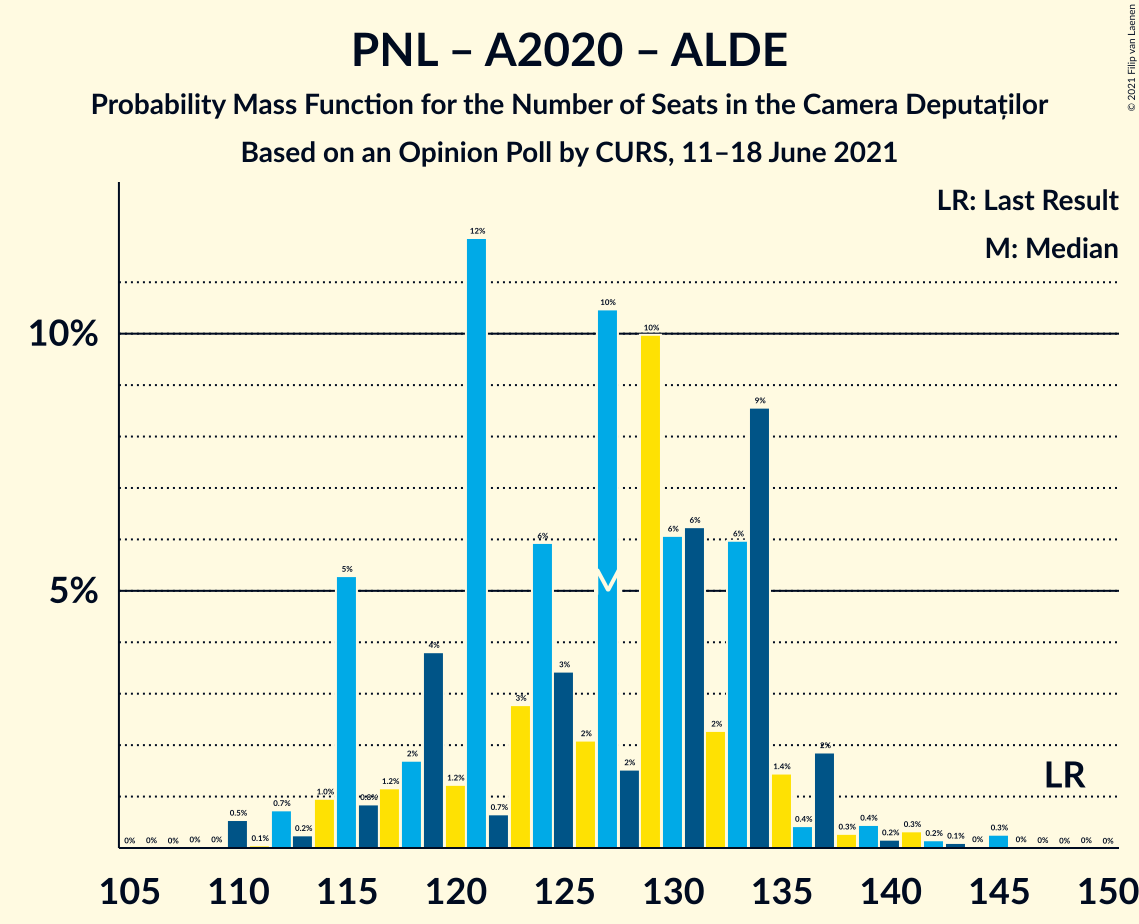 PNL – A2020 – ALDE
Probability Mass Function for the Number of Seats in the Camera Deputaților
Based on an Opinion Poll by CURS, 11–18 June 2021
© 2021 Filip van Laenen
LR: Last Result
M: Median
10%
5%
0% 0% 0% 0% 0% 0.5% 0.1% 0.7% 0.2% 1.0% 5% 0.8% 1.2% 2% 4% 1.2% 12% 0.7% 3% 6% 3% 2% 10% 2% 10% 6% 6% 2% 6% 9% 1.4% 0.4% 2% 0.3% 0.4% 0.2% 0.3% 0.2% 0.1% 0% 0.3% 0% 0% 0% 0% 0%
M
LR
105 110 115 120 125 130 135 140 145 150